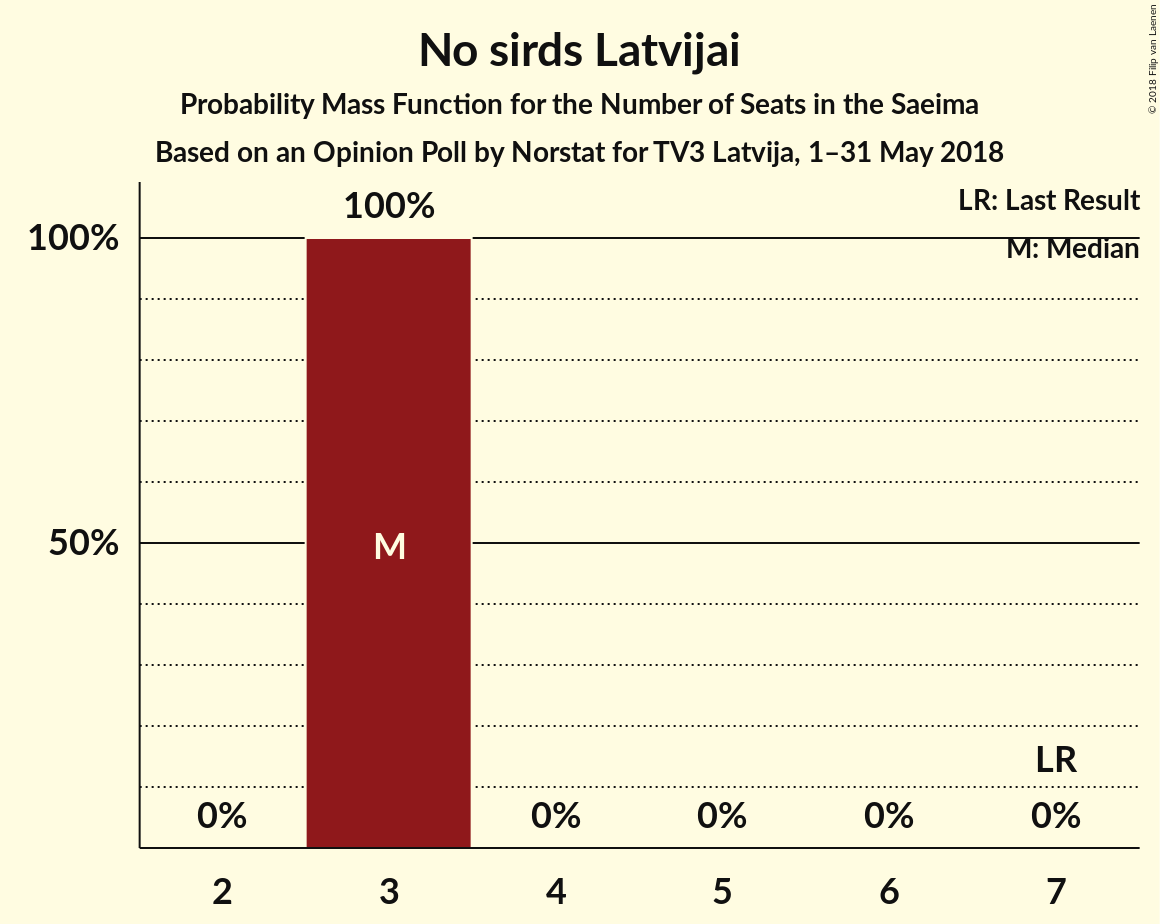 No sirds Latvijai
Probability Mass Function for the Number of Seats in the Saeima
Based on an Opinion Poll by Norstat for TV3 Latvija, 1–31 May 2018
© 2018 Filip van Laenen
LR: Last Result
M: Median
100%
100%
50%
M
LR
0%
0%
0%
0%
0%
2
3
4
5
6
7